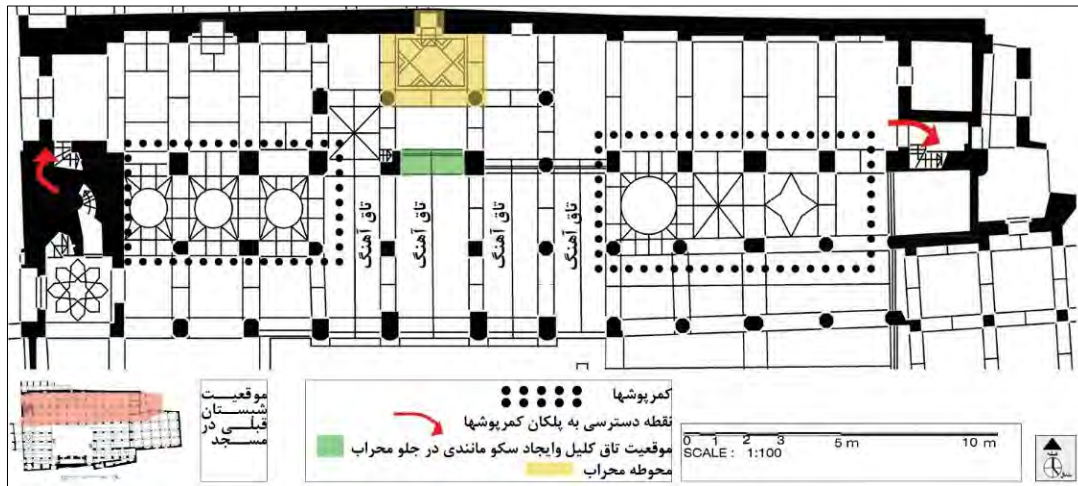 تاق آهنگ
تاق آهنگ
تاق آهنگ
تاق آهنگ
موقعیت
شبستان
قبلی در
مسجد
کمرپوشها
نقطه دسترسی به پلکان کمرپوشها
موقعیت تاق کلیل وایجاد سکو مانندی در جلو محراب
محوطه محراب
0 1 2 3 5 m 10 m
SCALE : 1:100